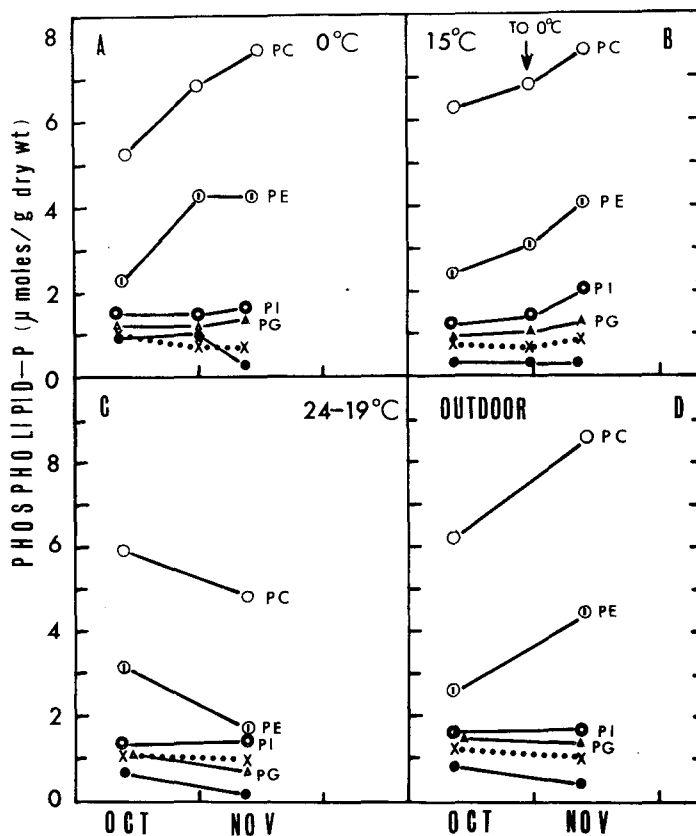 PHOSPHOLIPID-P (μ moles/g dry wt)
8
6
4
2
0
A
0°C
PC
PE
PI
PG
15°C
TO 0°C
B
PC
PE
PI
PG
8
6
4
2
0
C
24-19°C
PC
PE
PI
PG
OUTDOOR
D
PC
PE
PI
PG
OCT NOV
OCT NOV